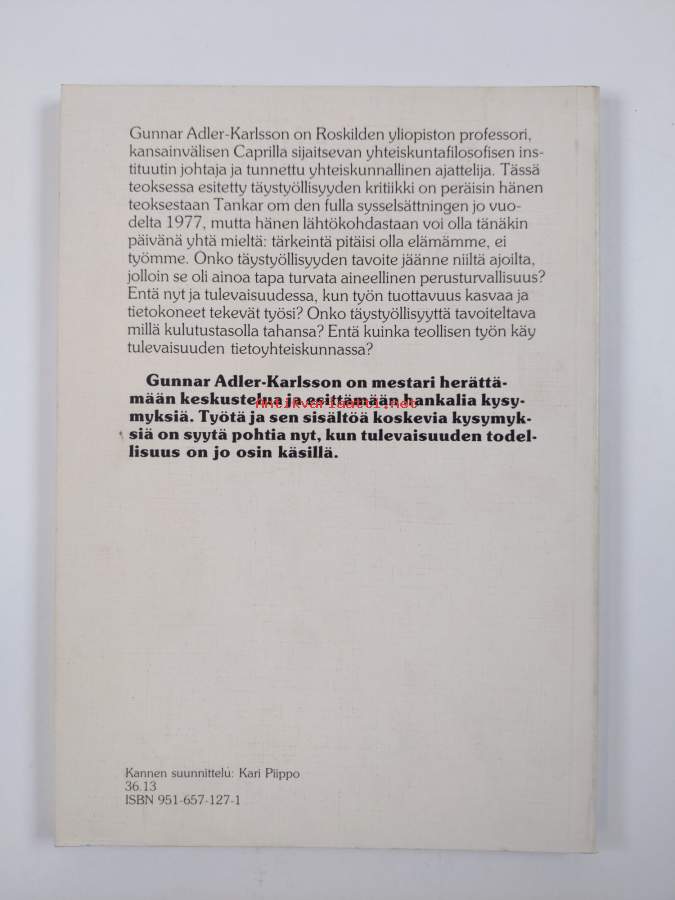 Gunnar Adler-Karlsson on Roskilden yliopiston professori,
kansainvälisen Caprilla sijaitsevan yhteiskuntafilosofisen ins-
tituutin johtaja ja tunnettu yhteiskunnallinen ajattelija. Tässä
teoksessa esitetty täystyöllisyyden kritiikki on peräisin hänen
teoksestaan Tankar om den fulla sysselsättningen jo vuo-
delta 1977, mutta hänen lähtökohdastaan voi olla tänäkin
päivänä yhtä mieltä: tärkeintä pitäisi olla elämämme, ei
työmme. Onko täystyöllisyyden tavoite jäänne niiltä ajoilta,
jolloin se oli ainoa tapa turvata aineellinen perusturvallisuus?
Entä nyt ja tulevaisuudessa, kun työn tuottavuus kasvaa ja
tietokoneet tekevät työsi? Onko täystyöllisyyttä tavoiteltava
millä kulutustasolla tahansa? Entä kuinka teollisen työn käy
tulevaisuuden tietoyhteiskunnassa?
Gunnar Adler-Karlsson on mestari herättä-
mään keskustelua ja esittämään hankalia kysy-
antikvariaatti.net
myksiä. Työtä ja sen sisältöä koskevia kysymyk-
siä on syytä pohtia nyt, kun tulevaisuuden todel-
lisuus on jo osin käsillä.
Kannen suunnittelu: Kari Piippo
36.13
ISBN 951-657-127-1